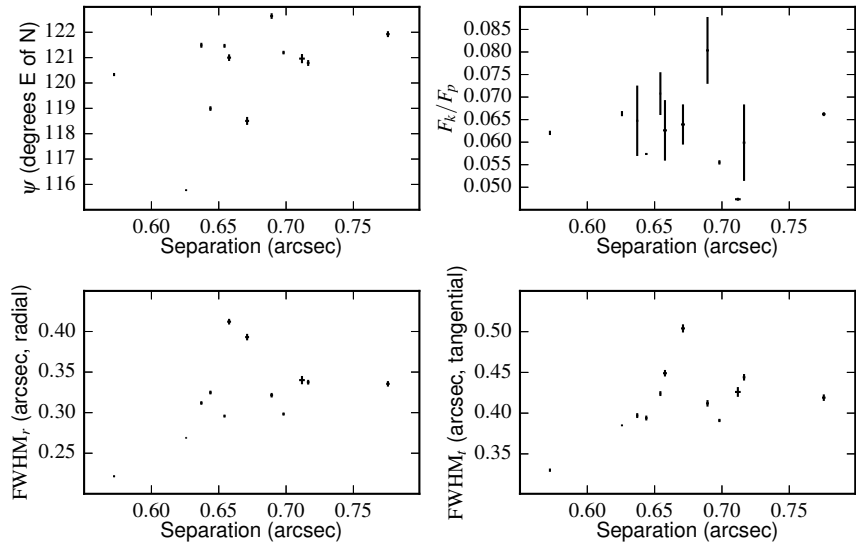 ψ (degrees E of N)
122
121
120
119
118
117
116
0.60 0.65 0.70 0.75
Separation (arcsec)
F_k/F_p
0.085
0.080
0.075
0.070
0.065
0.060
0.055
0.050
0.60 0.65 0.70 0.75
Separation (arcsec)
FWHM_r (arcsec, radial)
0.40
0.35
0.30
0.25
0.60 0.65 0.70 0.75
Separation (arcsec)
FWHM_t (arcsec, tangential)
0.50
0.45
0.40
0.35
0.60 0.65 0.70 0.75
Separation (arcsec)